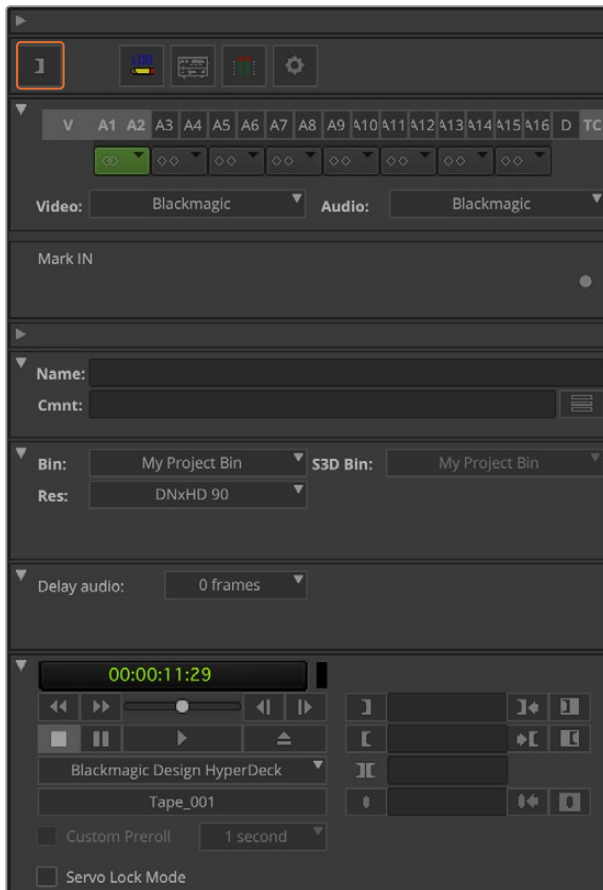 LOG
V A1 A2 A3 A4 A5 A6 A7 A8 A9 A10 A11 A12 A13 A14 A15 A16 D TC
Video: Blackmagic Audio: Blackmagic
Mark IN
Name:
Cmnt:
Bin: My Project Bin S3D Bin: My Project Bin
Res: DNxHD 90
Delay audio: 0 frames
00:00:11:29
Blackmagic Design HyperDeck
Tape_001
Custom Preroll 1 second
Servo Lock Mode